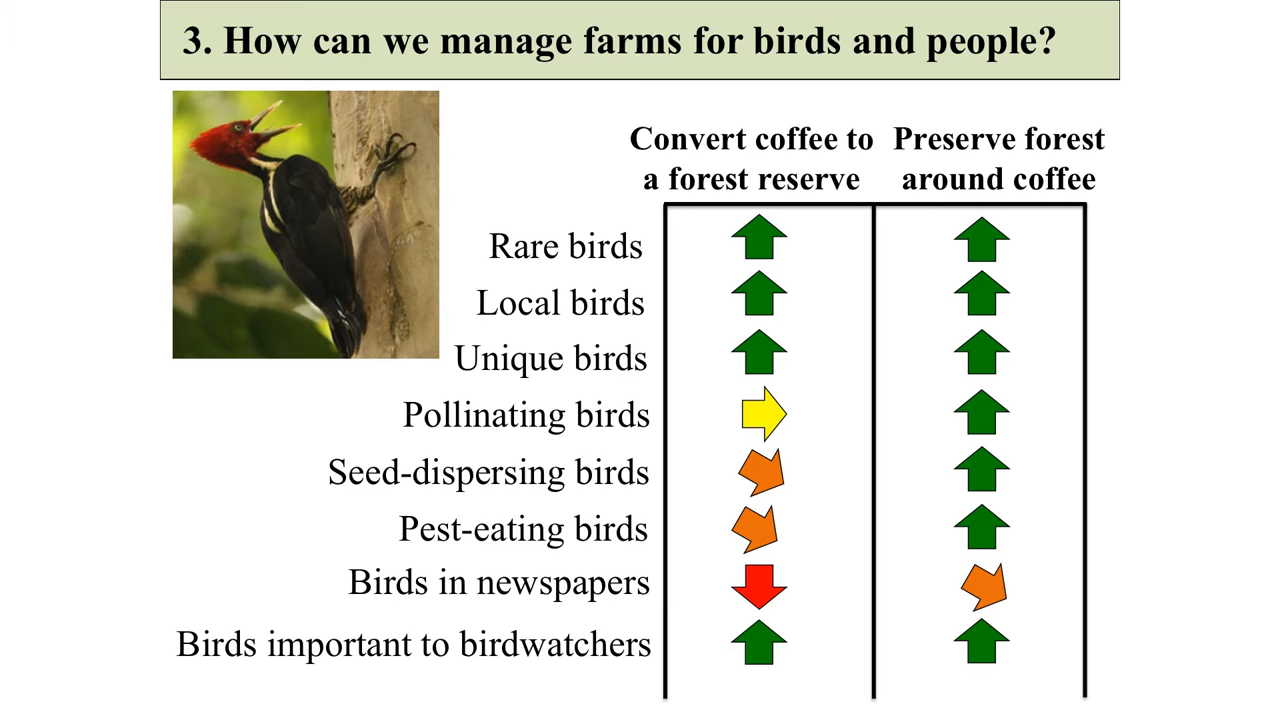 3. How can we manage farms for birds and people?
Convert coffee to
a forest reserve
Preserve forest
around coffee
Rare birds
Local birds
Unique birds
Pollinating birds
Seed-dispersing birds
Pest-eating birds
Birds in newspapers
Birds important to birdwatchers